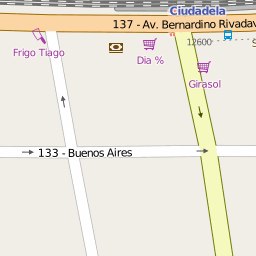 Ciudadela
137 - Av. Bernardino Rivadav
12600
Frigo Tiago
Dia %
Girasol
133 - Buenos Aires